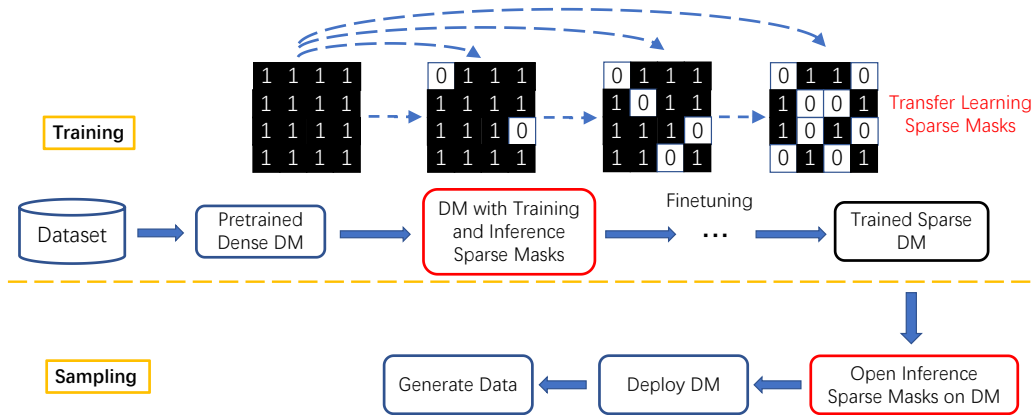 1 1 1 1
1 1 1 1
1 1 1 1
1 1 1 1
0 1 1 1
1 1 1 1
1 1 1 0
1 1 1 1
0 1 1 1
1 0 1 1
1 1 1 0
1 1 0 1
0 1 1 0
1 0 0 1
1 0 1 0
0 1 0 1
Transfer Learning
Sparse Masks
Training
Dataset
Pretrained
Dense DM
DM with Training
and Inference
Sparse Masks
Finetuning
...
Trained Sparse
DM
Sampling
Generate Data
Deploy DM
Open Inference
Sparse Masks on DM